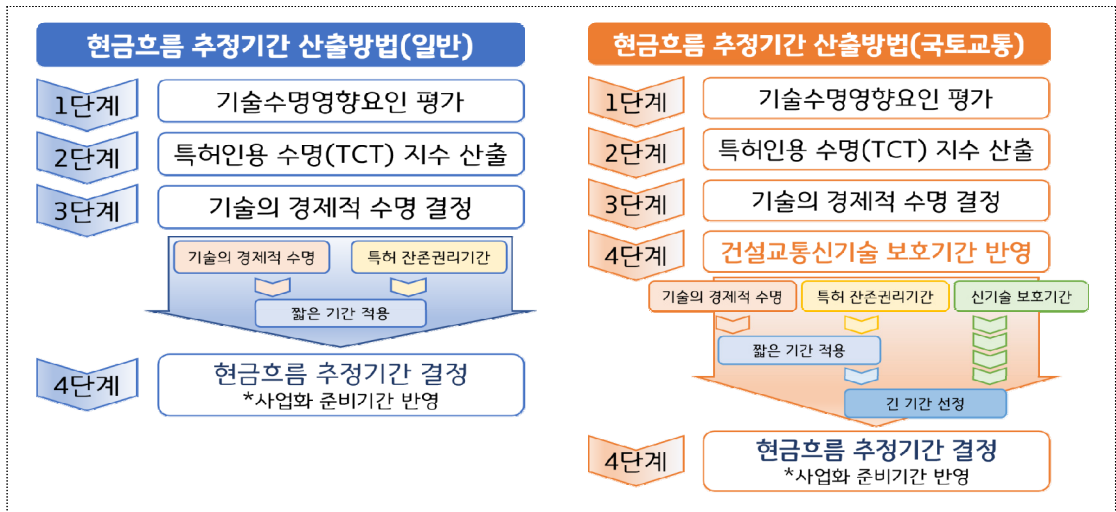 현금흐름 추정기간 산출방법(일반)
1단계
기술수명영향요인 평가
2단계
특허인용 수명(TCT) 지수 산출
3단계
기술의 경제적 수명 결정
기술의 경제적 수명
특허 잔존권리기간
짧은 기간 적용
4단계
현금흐름 추정기간 결정
*사업화 준비기간 반영
현금흐름 추정기간 산출방법(국토교통)
1단계
기술수명영향요인 평가
2단계
특허인용 수명(TCT) 지수 산출
3단계
기술의 경제적 수명 결정
4단계
건설교통신기술 보호기간 반영
기술의 경제적 수명
특허 잔존권리기간
신기술 보호기간
짧은 기간 적용
긴 기간 선정
4단계
현금흐름 추정기간 결정
*사업화 준비기간 반영